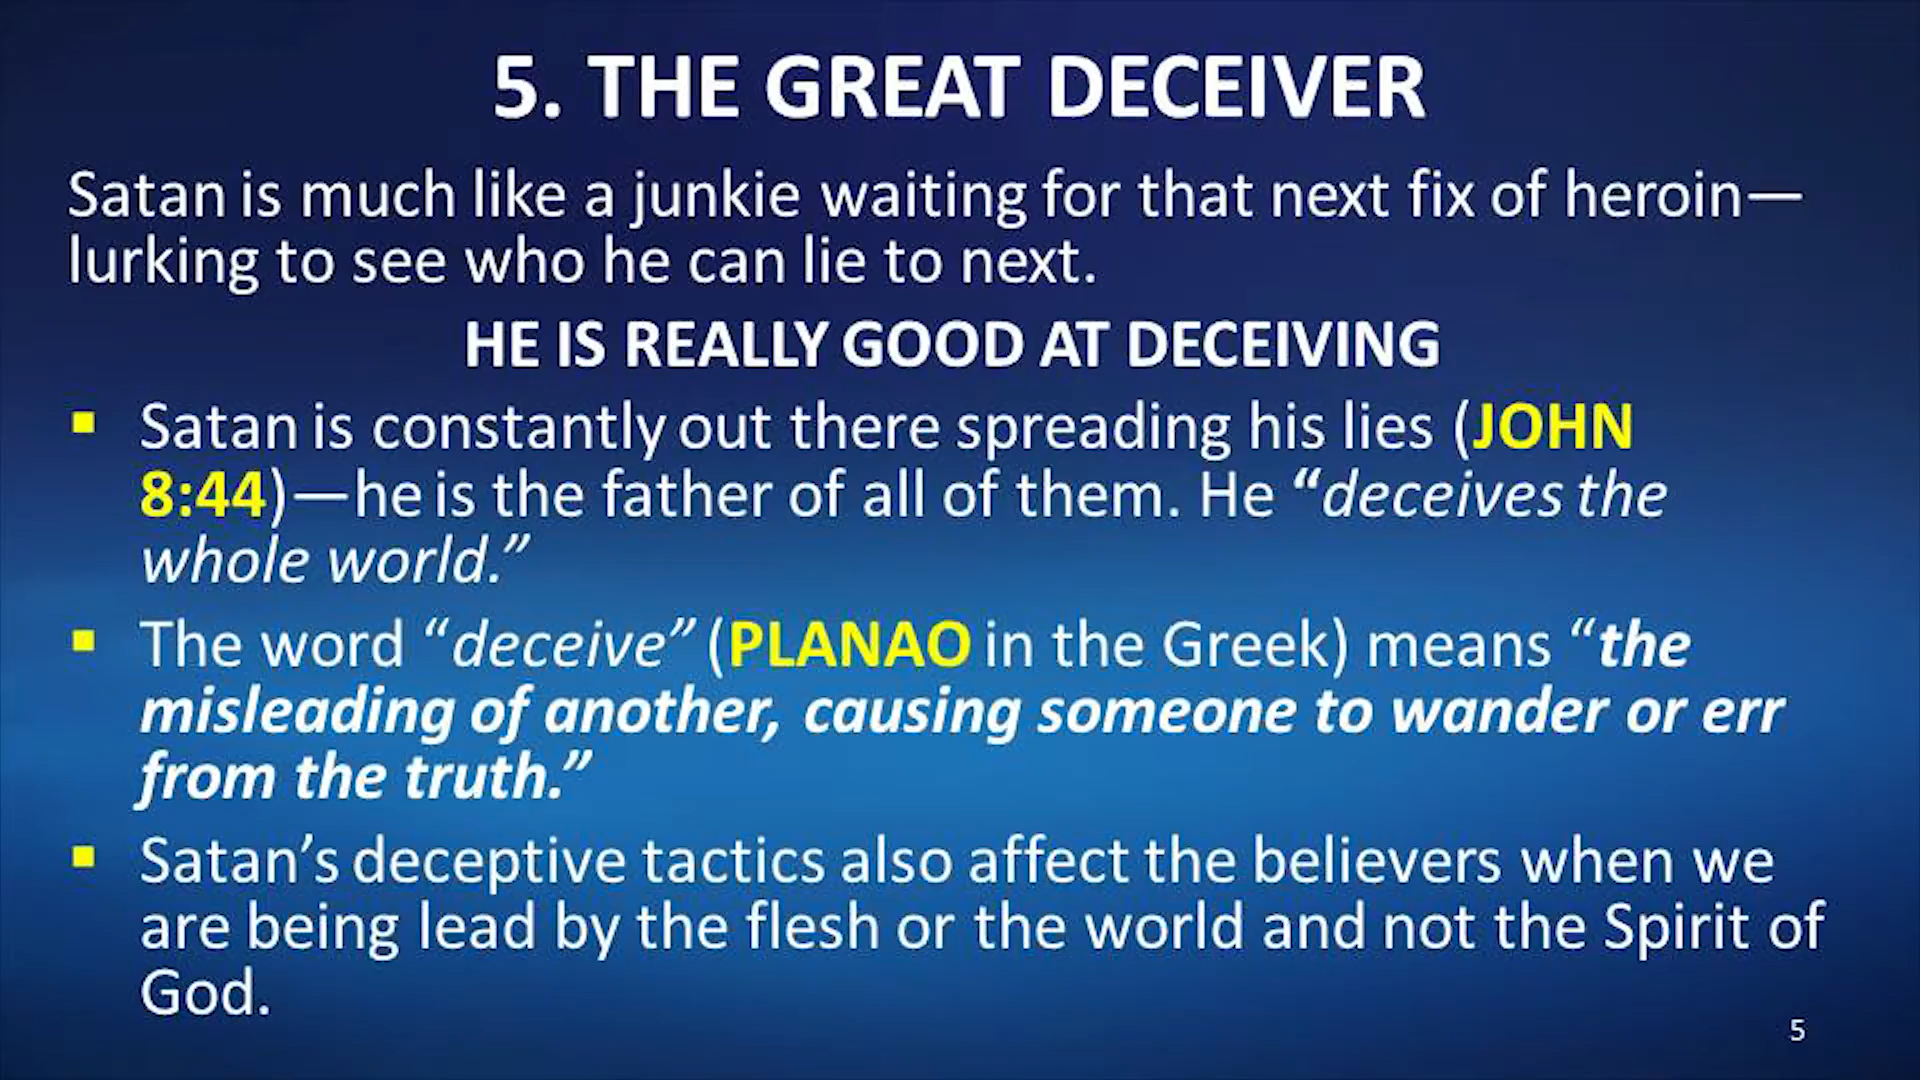 5. THE GREAT DECEIVER
Satan is much like a junkie waiting for that next fix of heroin—
lurking to see who he can lie to next.
HE IS REALLY GOOD AT DECEIVING
▪ Satan is constantly out there spreading his lies (JOHN
8:44)—he is the father of all of them. He “deceives the
whole world.”
▪ The word “deceive” (PLANAO in the Greek) means “the
misleading of another, causing someone to wander or err
from the truth.”
▪ Satan’s deceptive tactics also affect the believers when we
are being lead by the flesh or the world and not the Spirit of
God.
5